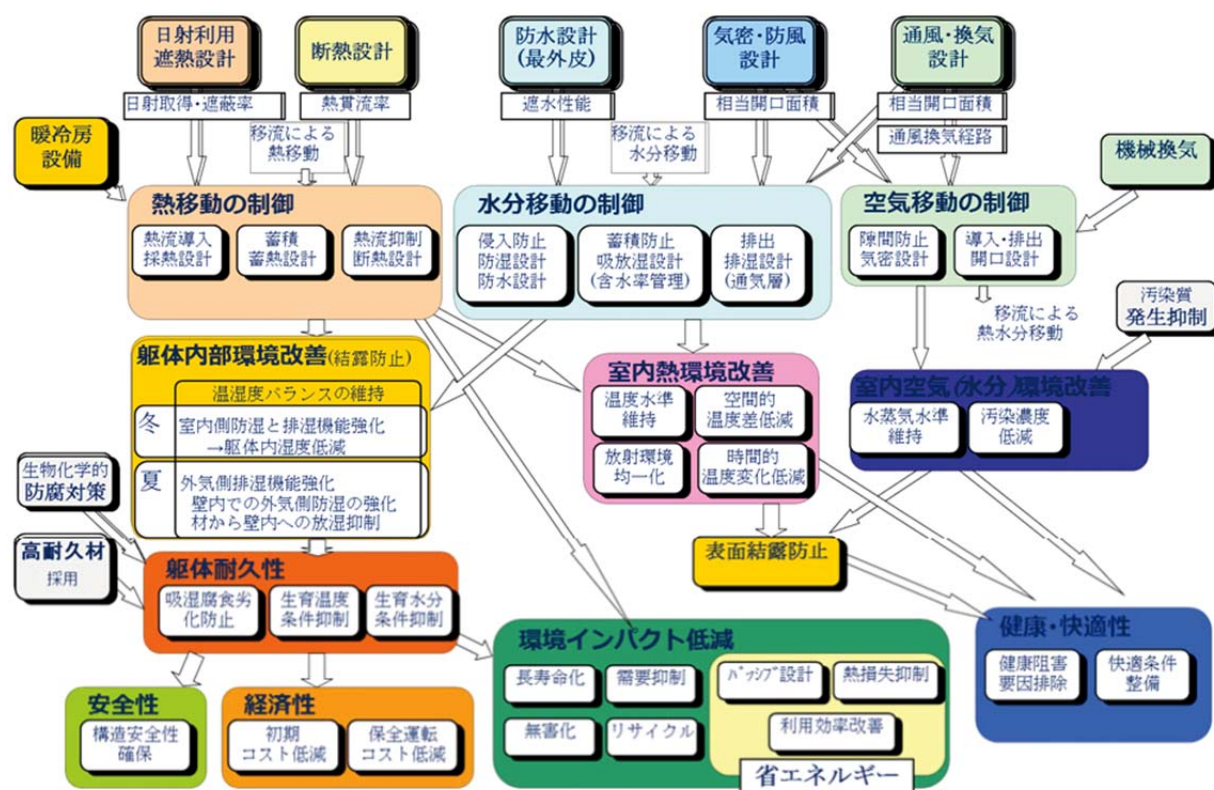 日射利用
遮熱設計
断熱設計
防水設計
(最外皮)
気密・防風
設計
通風・換気
設計
日射取得・遮蔽率
熱貫流率
遮水性能
相当開口面積
相当開口面積
通風換気経路
暖冷房
設備
移流による
熱移動
移流による
水分移動
機械換気
熱移動の制御
熱流導入
採熱設計
蓄積
蓄熱設計
熱流抑制
断熱設計
水分移動の制御
侵入防止
防湿設計
防水設計
蓄積防止
吸放湿設計
(含水率管理)
排出
排湿設計
(通気層)
空気移動の制御
隙間防止
気密設計
導入・排出
開口設計
移流による
熱水分移動
汚染質
発生抑制
躯体内部環境改善(結露防止)
温湿度バランスの維持
冬
室内側防湿と排湿機能強化
→躯体内湿度低減
夏
外気側排湿機能強化
壁内での外気側防湿の強化
材から壁内への放湿抑制
室内熱環境改善
温度水準
維持
空間的
温度差低減
放射環境
均一化
時間的
温度変化低減
室内空気(水分)環境改善
水蒸気水準
維持
汚染濃度
低減
生物化学的
防腐対策
高耐久材
採用
表面結露防止
躯体耐久性
吸湿腐食劣
化防止
生育温度
条件抑制
生育水分
条件抑制
環境インパクト低減
長寿命化
需要抑制
無害化
リサイクル
パッシブ設計
熱損失抑制
利用効率改善
省エネルギー
健康・快適性
健康阻害
要因排除
快適条件
整備
安全性
構造安全性
確保
経済性
初期
コスト低減
保全運転
コスト低減